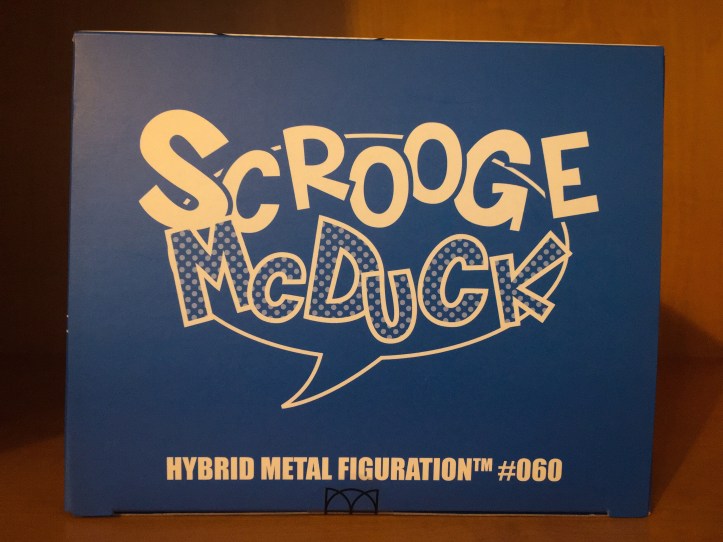 SCROOGE
McDUCK
HYBRID METAL FIGURATION™ #060